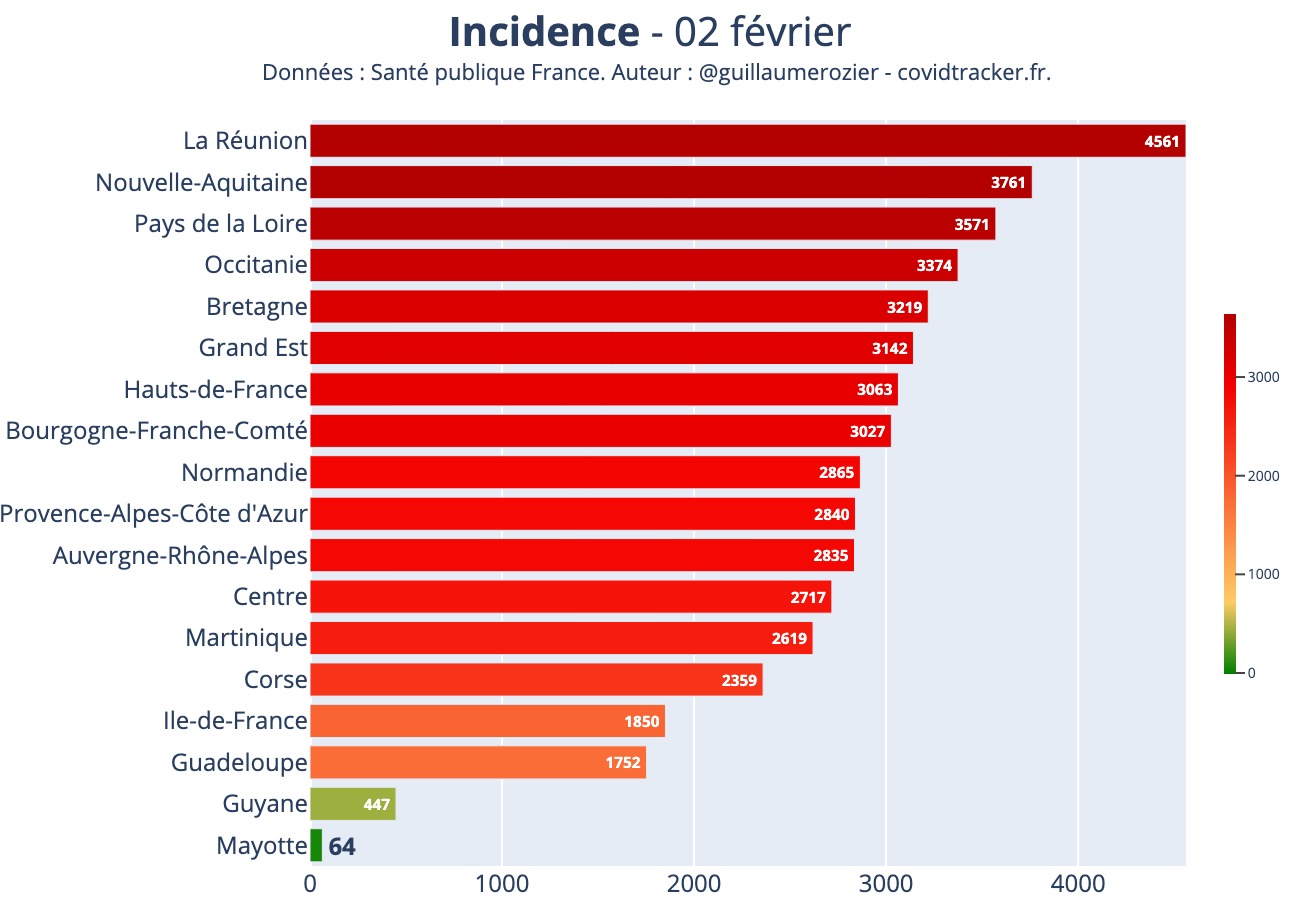 Incidence - 02 février
Données : Santé publique France. Auteur : @guillaumerozier - covidtracker.fr.
La Réunion 4561
Nouvelle-Aquitaine 3761
Pays de la Loire 3571
Occitanie 3374
Bretagne 3219
Grand Est 3142
Hauts-de-France 3063
Bourgogne-Franche-Comté 3027
Normandie 2865
Provence-Alpes-Côte d'Azur 2840
Auvergne-Rhône-Alpes 2835
Centre 2717
Martinique 2619
Corse 2359
Ile-de-France 1850
Guadeloupe 1752
Guyane 447
Mayotte 64
0 1000 2000 3000 4000
3000
2000
1000
0